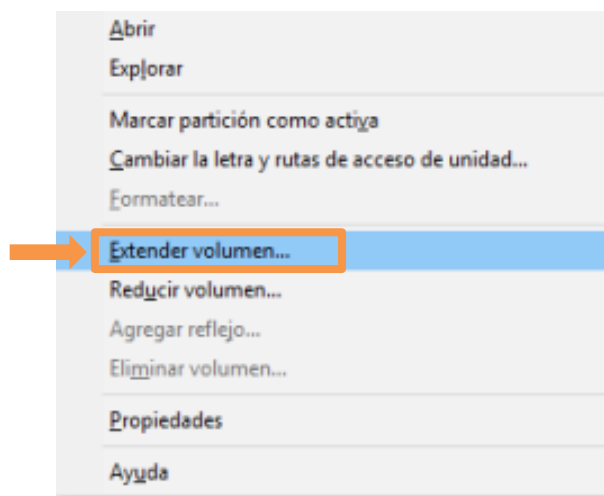 Abrir
Explorar
Marcar partición como activa
Cambiar la letra y rutas de acceso de unidad...
Formatear...
Extender volumen...
Reducir volumen...
Agregar reflejo...
Eliminar volumen...
Propiedades
Ayuda